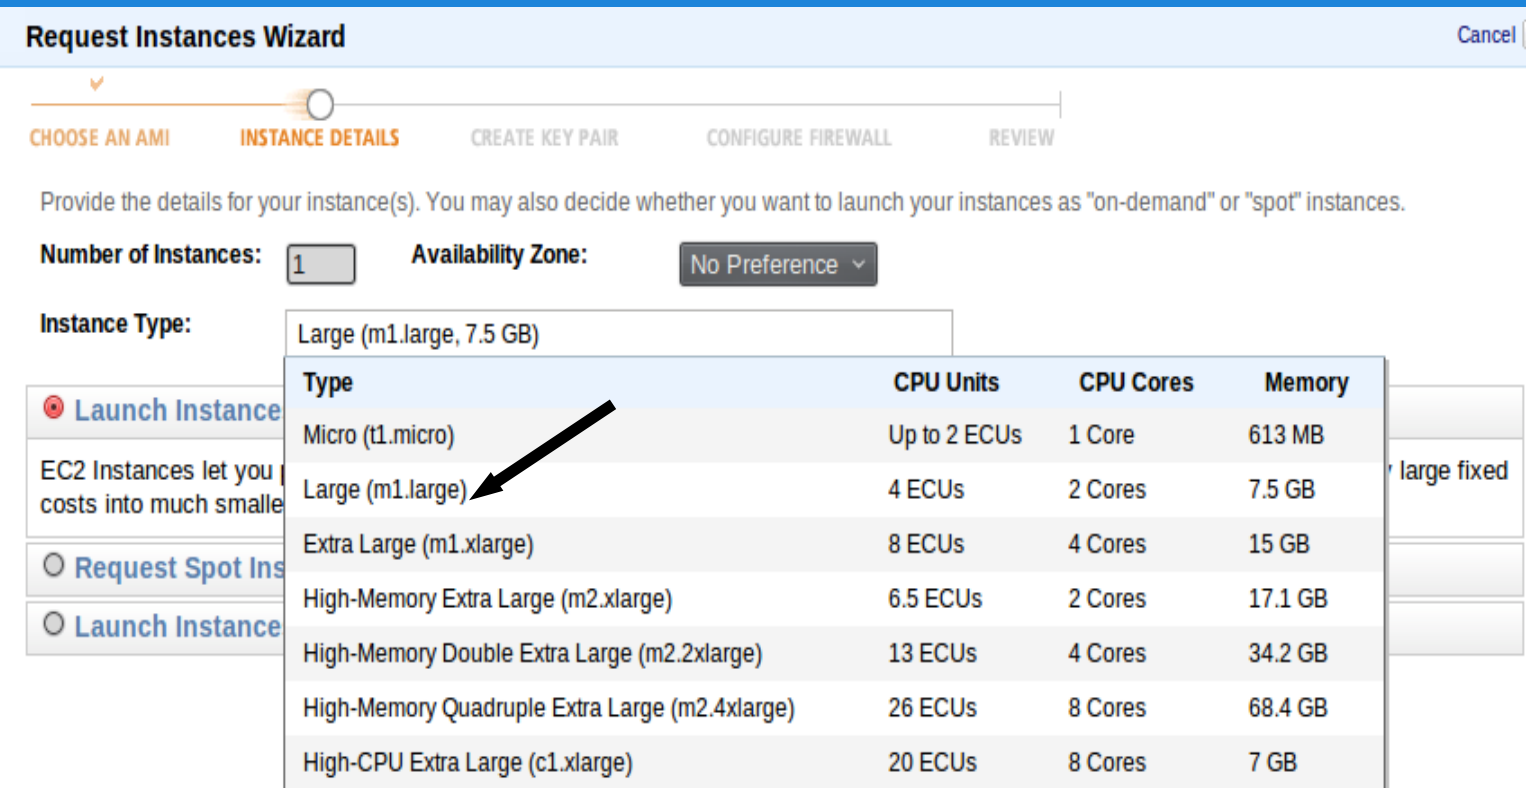 Request Instances Wizard
Cancel
CHOOSE AN AMI INSTANCE DETAILS CREATE KEY PAIR CONFIGURE FIREWALL REVIEW
Provide the details for your instance(s). You may also decide whether you want to launch your instances as "on-demand" or "spot" instances.
Number of Instances: 1 Availability Zone: No Preference
Instance Type: Large (m1.large, 7.5 GB)
Type CPU Units CPU Cores Memory
Launch Instance
Micro (t1.micro) Up to 2 ECUs 1 Core 613 MB
EC2 Instances let you large fixed
Large (m1.large) 4 ECUs 2 Cores 7.5 GB
costs into much smalle
Extra Large (m1.xlarge) 8 ECUs 4 Cores 15 GB
Request Spot Ins
High-Memory Extra Large (m2.xlarge) 6.5 ECUs 2 Cores 17.1 GB
Launch Instance
High-Memory Double Extra Large (m2.2xlarge) 13 ECUs 4 Cores 34.2 GB
High-Memory Quadruple Extra Large (m2.4xlarge) 26 ECUs 8 Cores 68.4 GB
High-CPU Extra Large (c1.xlarge) 20 ECUs 8 Cores 7 GB